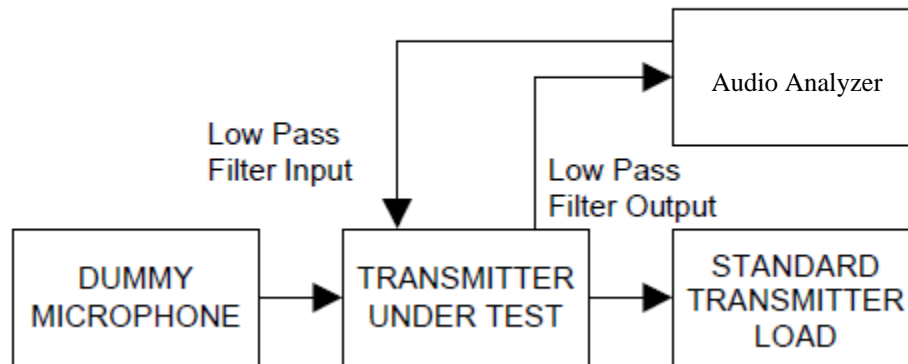 Audio Analyzer
Low Pass
Filter Input
Low Pass
Filter Output
DUMMY
MICROPHONE
TRANSMITTER
UNDER TEST
STANDARD
TRANSMITTER
LOAD